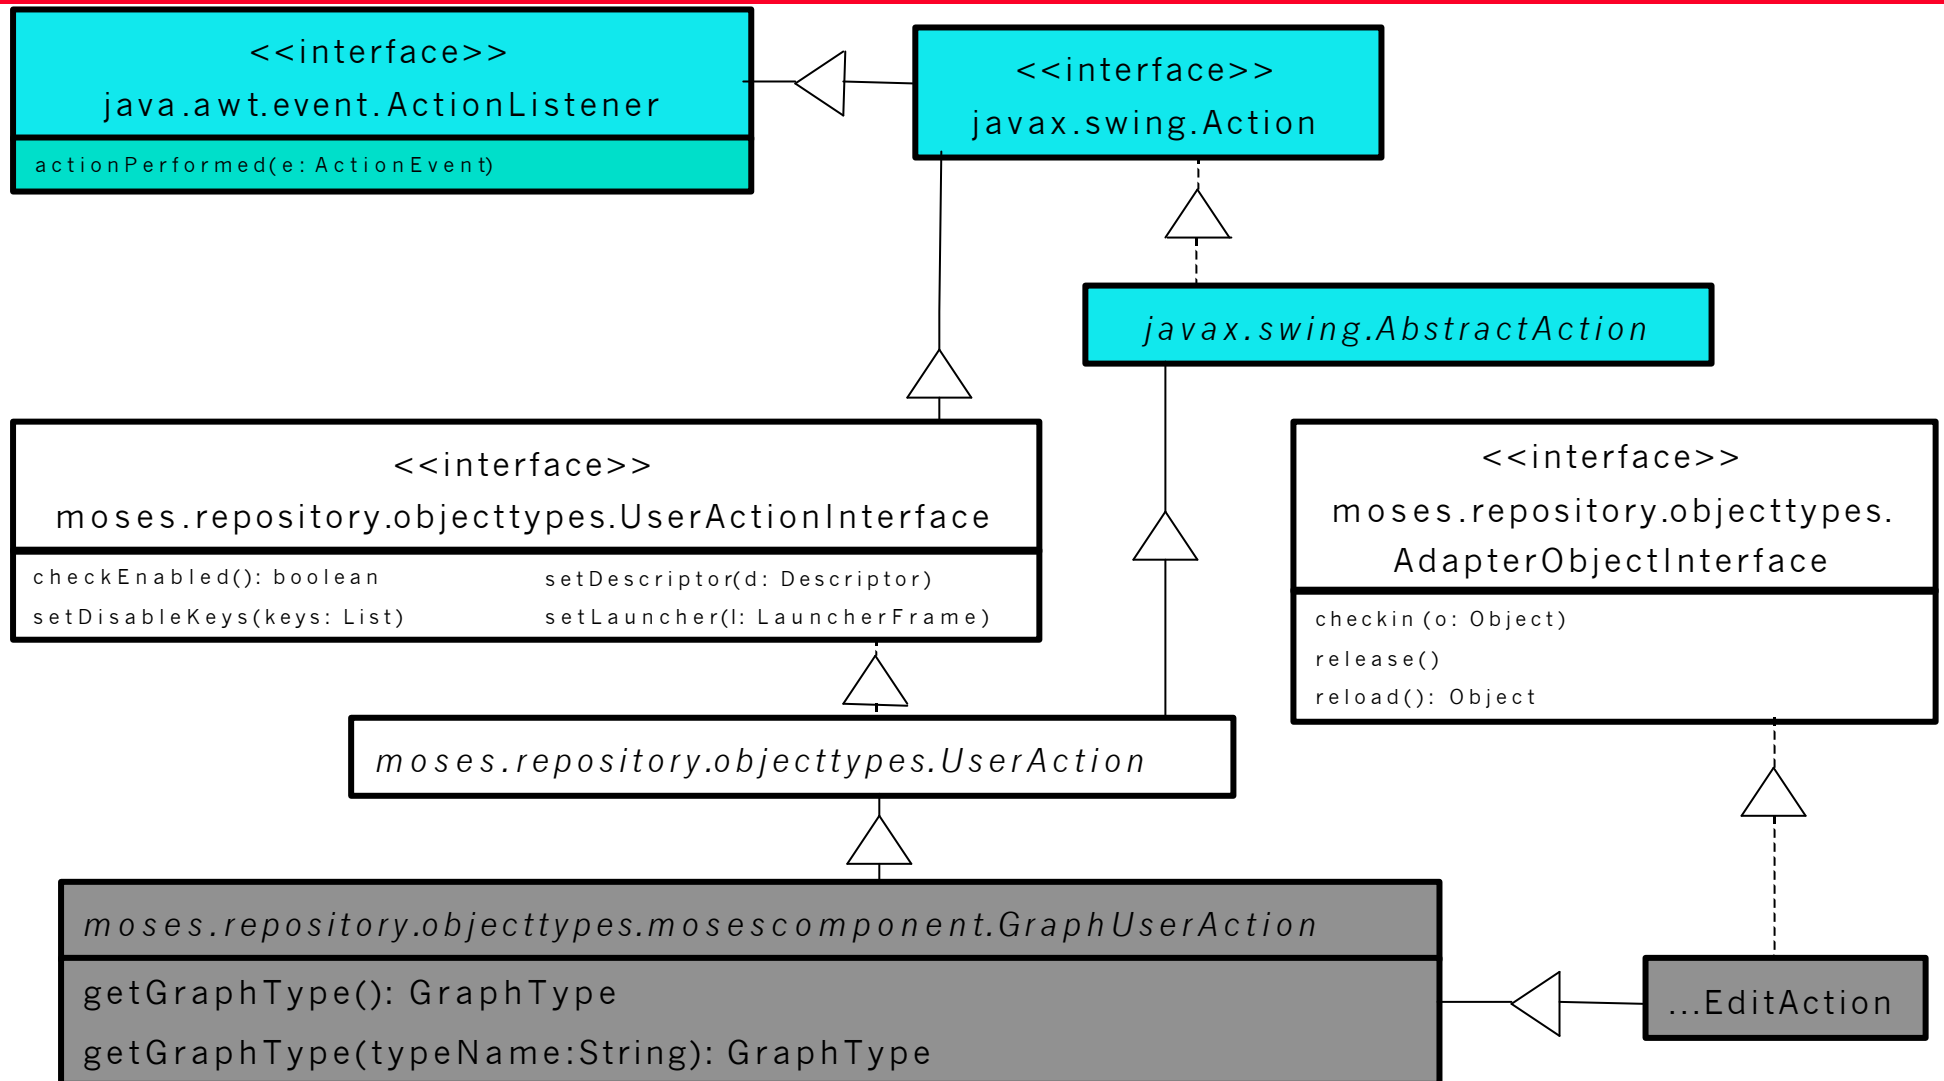 <<interface>>
java.awt.event.ActionListener
actionPerformed(e: ActionEvent)
<<interface>>
javax.swing.Action
javax.swing.AbstractAction
<<interface>>
moses.repository.objecttypes.UserActionInterface
checkEnabled(): boolean
setDisableKeys(keys: List)
setDescriptor(d: Descriptor)
setLauncher(l: LauncherFrame)
<<interface>>
moses.repository.objecttypes.
AdapterObjectInterface
checkin (o: Object)
release()
reload(): Object
moses.repository.objecttypes.UserAction
moses.repository.objecttypes.mosescomponent.GraphUserAction
getGraphType(): GraphType
getGraphType(typeName:String): GraphType
...EditAction